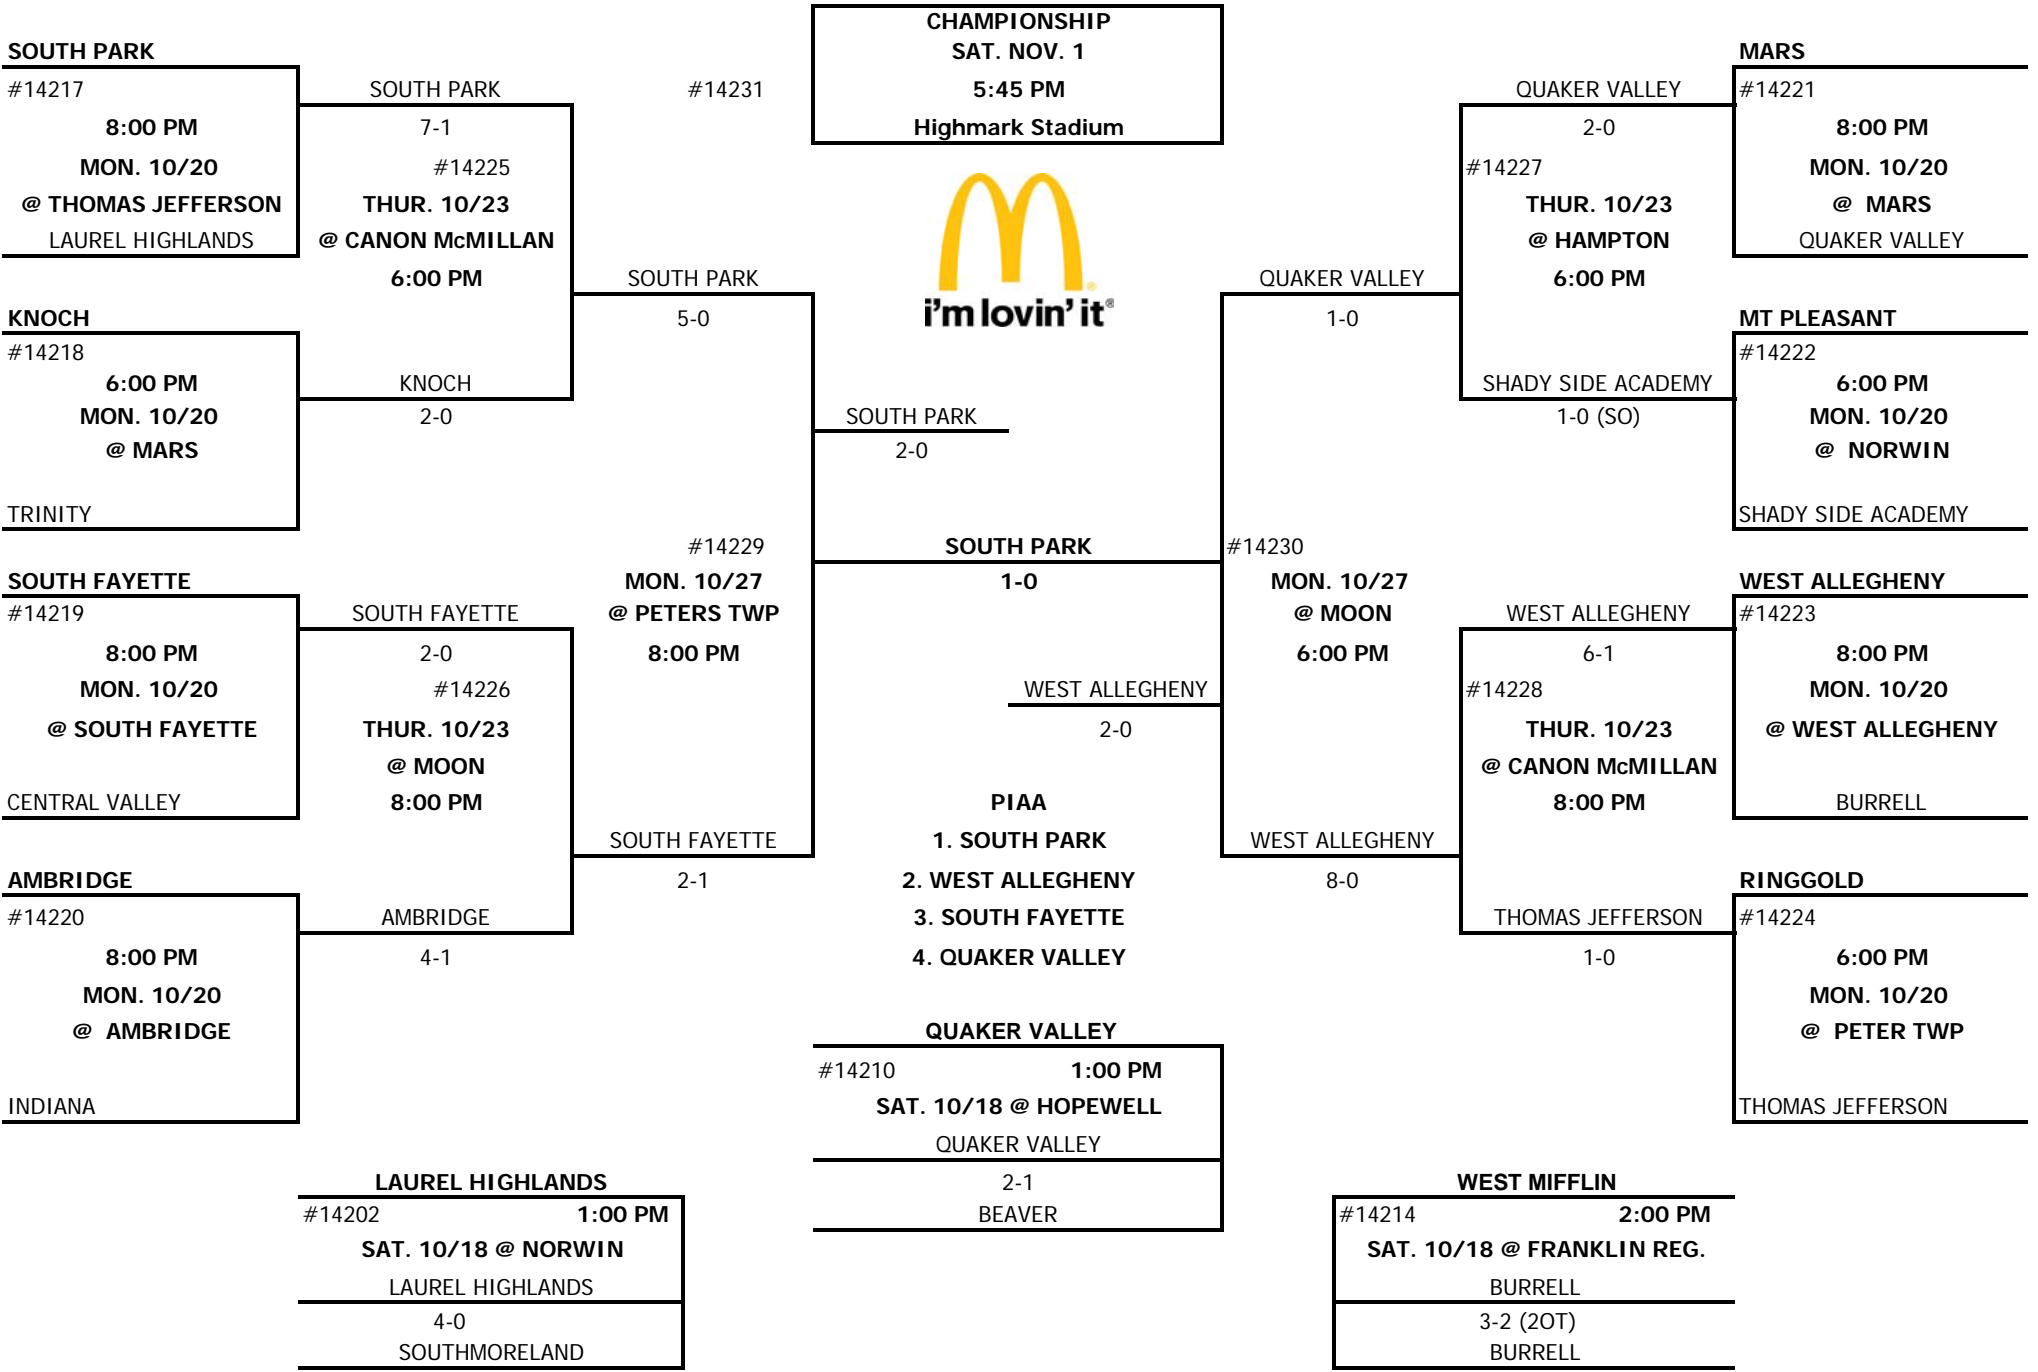 CHAMPIONSHIP
SAT. NOV. 1
5:45 PM
Highmark Stadium
#14231
i'm lovin' it®
SOUTH PARK
#14217
8:00 PM
MON. 10/20
@ THOMAS JEFFERSON
LAUREL HIGHLANDS
KNOCH
#14218
6:00 PM
MON. 10/20
@ MARS
TRINITY
SOUTH FAYETTE
#14219
8:00 PM
MON. 10/20
@ SOUTH FAYETTE
CENTRAL VALLEY
AMBRIDGE
#14220
8:00 PM
MON. 10/20
@ AMBRIDGE
INDIANA
SOUTH PARK
7-1
#14225
THUR. 10/23
@ CANON McMILLAN
6:00 PM
KNOCH
2-0
SOUTH FAYETTE
2-0
#14226
THUR. 10/23
@ MOON
8:00 PM
AMBRIDGE
4-1
SOUTH PARK
5-0
#14229
MON. 10/27
@ PETERS TWP
8:00 PM
SOUTH FAYETTE
2-1
SOUTH PARK
2-0
SOUTH PARK
1-0
WEST ALLEGHENY
2-0
PIAA
1. SOUTH PARK
2. WEST ALLEGHENY
3. SOUTH FAYETTE
4. QUAKER VALLEY
QUAKER VALLEY
1-0
#14230
MON. 10/27
@ MOON
6:00 PM
WEST ALLEGHENY
8-0
QUAKER VALLEY
2-0
#14227
THUR. 10/23
@ HAMPTON
6:00 PM
SHADY SIDE ACADEMY
1-0 (SO)
WEST ALLEGHENY
6-1
#14228
THUR. 10/23
@ CANON McMILLAN
8:00 PM
THOMAS JEFFERSON
1-0
MARS
#14221
8:00 PM
MON. 10/20
@ MARS
QUAKER VALLEY
MT PLEASANT
#14222
6:00 PM
MON. 10/20
@ NORWIN
SHADY SIDE ACADEMY
WEST ALLEGHENY
#14223
8:00 PM
MON. 10/20
@ WEST ALLEGHENY
BURRELL
RINGGOLD
#14224
6:00 PM
MON. 10/20
@ PETER TWP
THOMAS JEFFERSON
QUAKER VALLEY
#14210 1:00 PM
SAT. 10/18 @ HOPEWELL
QUAKER VALLEY
2-1
BEAVER
LAUREL HIGHLANDS
#14202 1:00 PM
SAT. 10/18 @ NORWIN
LAUREL HIGHLANDS
4-0
SOUTHMORELAND
WEST MIFFLIN
#14214 2:00 PM
SAT. 10/18 @ FRANKLIN REG.
BURRELL
3-2 (2OT)
BURRELL